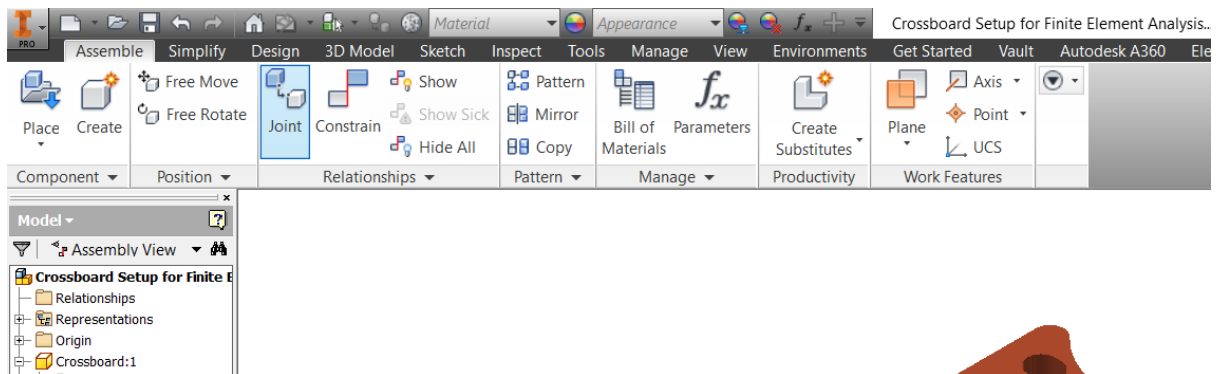 Material Appearance Crossboard Setup for Finite Element Analysis...
PRO Assemble Simplify Design 3D Model Sketch Inspect Tools Manage View Environments Get Started Vault Autodesk A360 Ele
Free Move Show Pattern Axis
Free Rotate Show Sick Mirror Point
Place Create Joint Constrain Hide All Copy Bill of Materials Parameters Create Substitutes Plane UCS
Component Position Relationships Pattern Manage Productivity Work Features
Model
Assembly View
Crossboard Setup for Finite E
Relationships
Representations
Origin
Crossboard:1